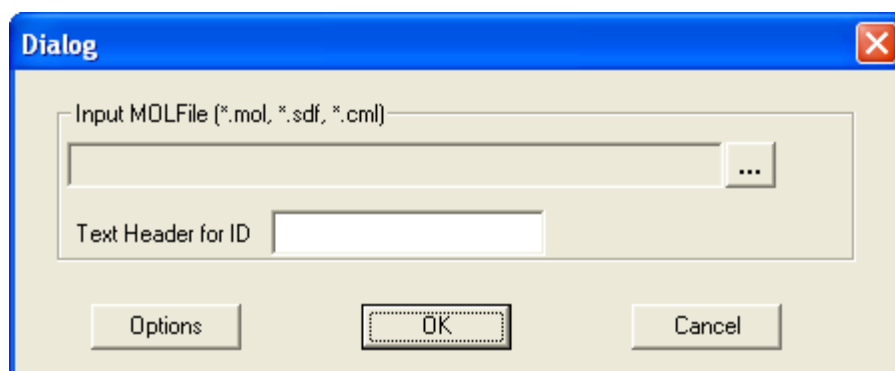 Dialog
Input MOLFile (*.mol, *.sdf, *.cml)
...
Text Header for ID
Options OK Cancel